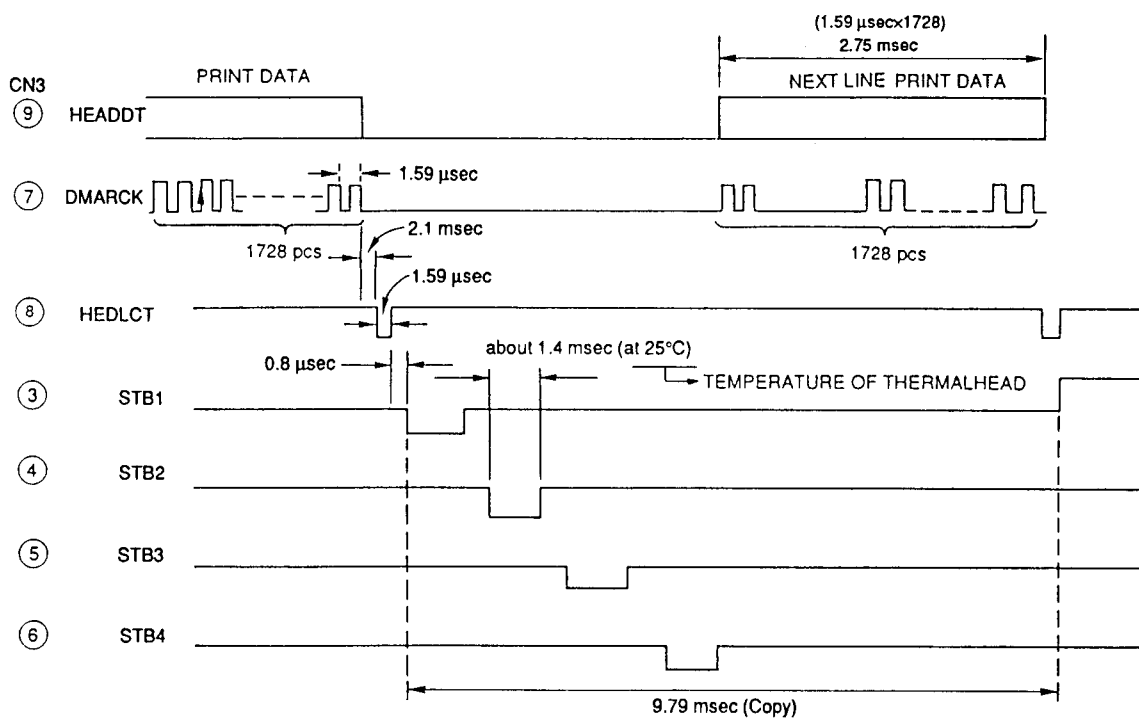 (1.59 µsec×1728)
2.75 msec
PRINT DATA
NEXT LINE PRINT DATA
CN3
9 HEADDT
1.59 µsec
7 DMARCK
2.1 msec
1728 pcs
1728 pcs
1.59 µsec
8 HEDLCT
about 1.4 msec (at 25°C)
0.8 µsec
TEMPERATURE OF THERMALHEAD
3 STB1
4 STB2
5 STB3
6 STB4
9.79 msec (Copy)